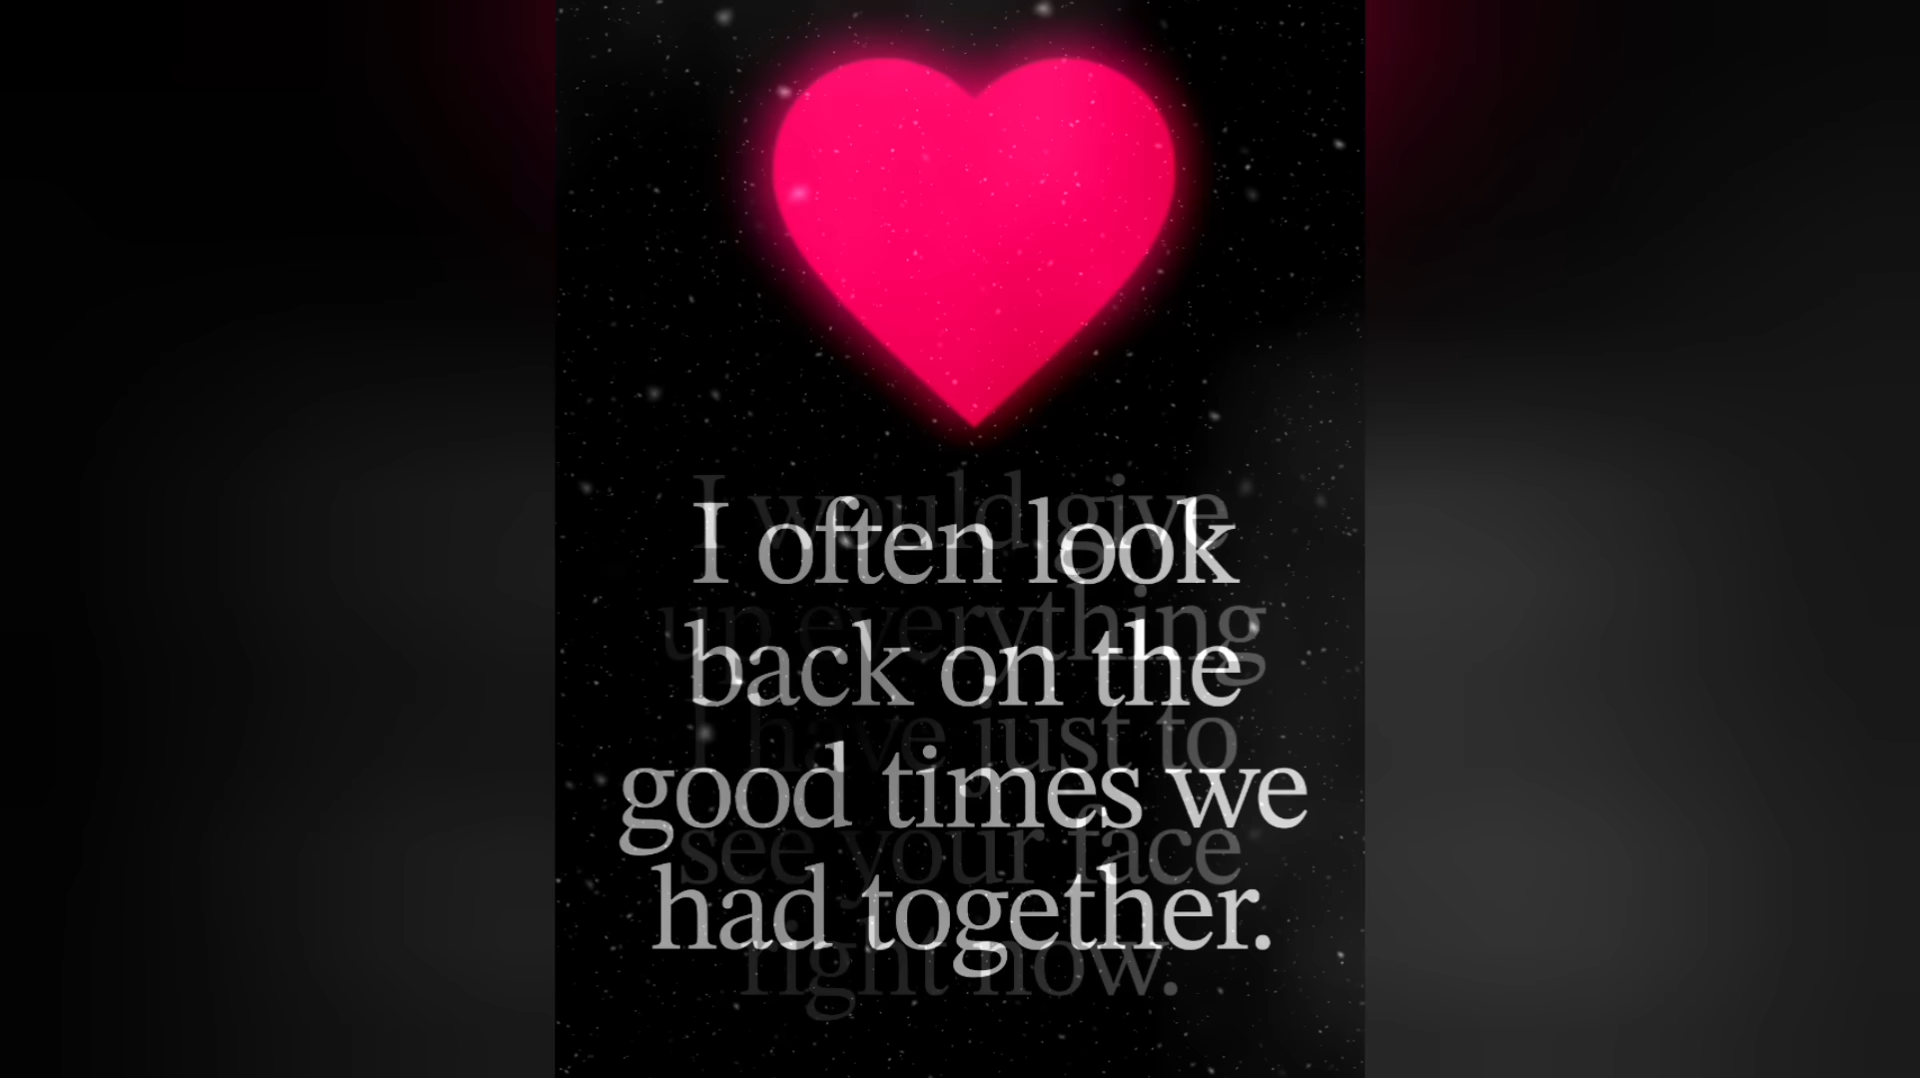 I often look
back on the
good times we
had together.
I would give
up everything
I have just to
see your face
right now.